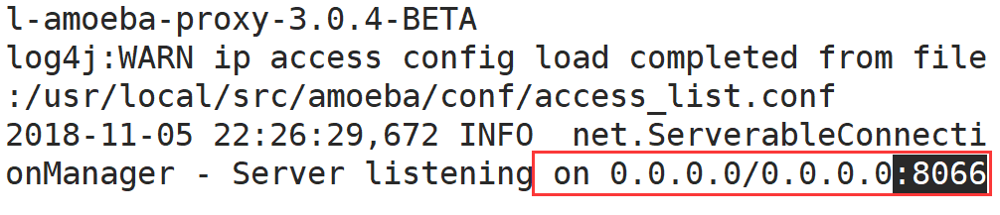 l-amoeba-proxy-3.0.4-BETA
log4j:WARN ip access config load completed from file
:/usr/local/src/amoeba/conf/access_list.conf
2018-11-05 22:26:29,672 INFO  net.ServerableConnecti
onManager - Server listening on 0.0.0.0/0.0.0.0:8066